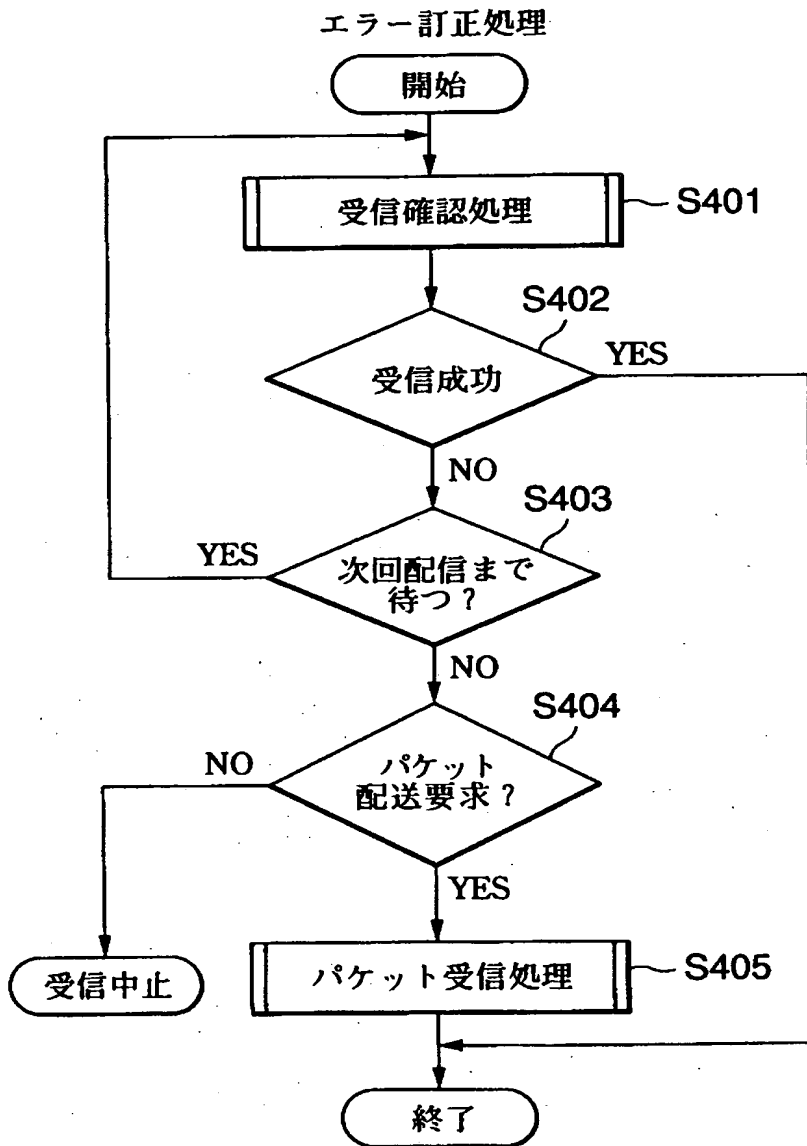 エラー訂正処理
開始
受信確認処理
S401
S402
受信成功
YES
NO
S403
YES
次回配信まで
待つ?
NO
S404
NO
パケット
配送要求?
YES
受信中止
パケット受信処理
S405
終了